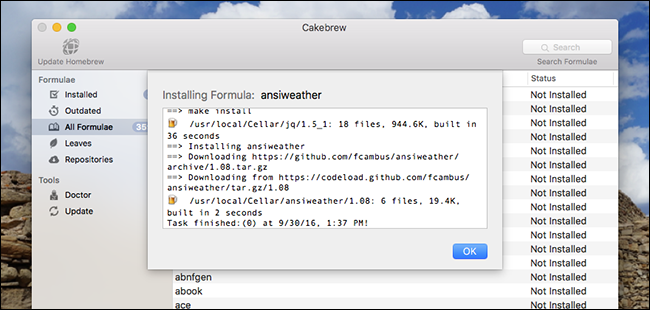 Cakebrew
Update Homebrew
Search
Search Formulae
Formulae
Installed
Outdated
All Formulae 35
Leaves
Repositories
Tools
Doctor
Update
Status
Not Installed
Not Installed
Not Installed
Not Installed
Not Installed
Not Installed
Not Installed
Not Installed
Not Installed
Not Installed
Not Installed
Not Installed
Not Installed
abnfgen Not Installed
abook Not Installed
ace Not Installed
Installing Formula: ansiweather
==> make install
/usr/local/Cellar/jq/1.5_1: 18 files, 944.6K, built in
36 seconds
==> Installing ansiweather
==> Downloading https://github.com/fcambus/ansiweather/
archive/1.08.tar.gz
==> Downloading from https://codeload.github.com/fcambus/
ansiweather/tar.gz/1.08
/usr/local/Cellar/ansiweather/1.08: 6 files, 19.4K,
built in 2 seconds
Task finished:(0) at 9/30/16, 1:37 PM!
OK